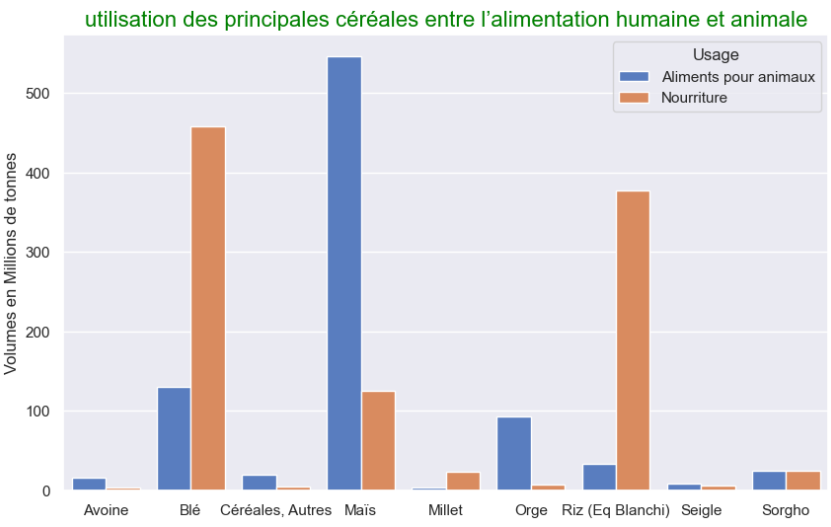 utilisation des principales céréales entre l’alimentation humaine et animale
Usage
Aliments pour animaux
Nourriture
Volumes en Millions de tonnes
500
400
300
200
100
0
Avoine Blé Céréales, Autres Maïs Millet Orge Riz (Eq Blanchi) Seigle Sorgho